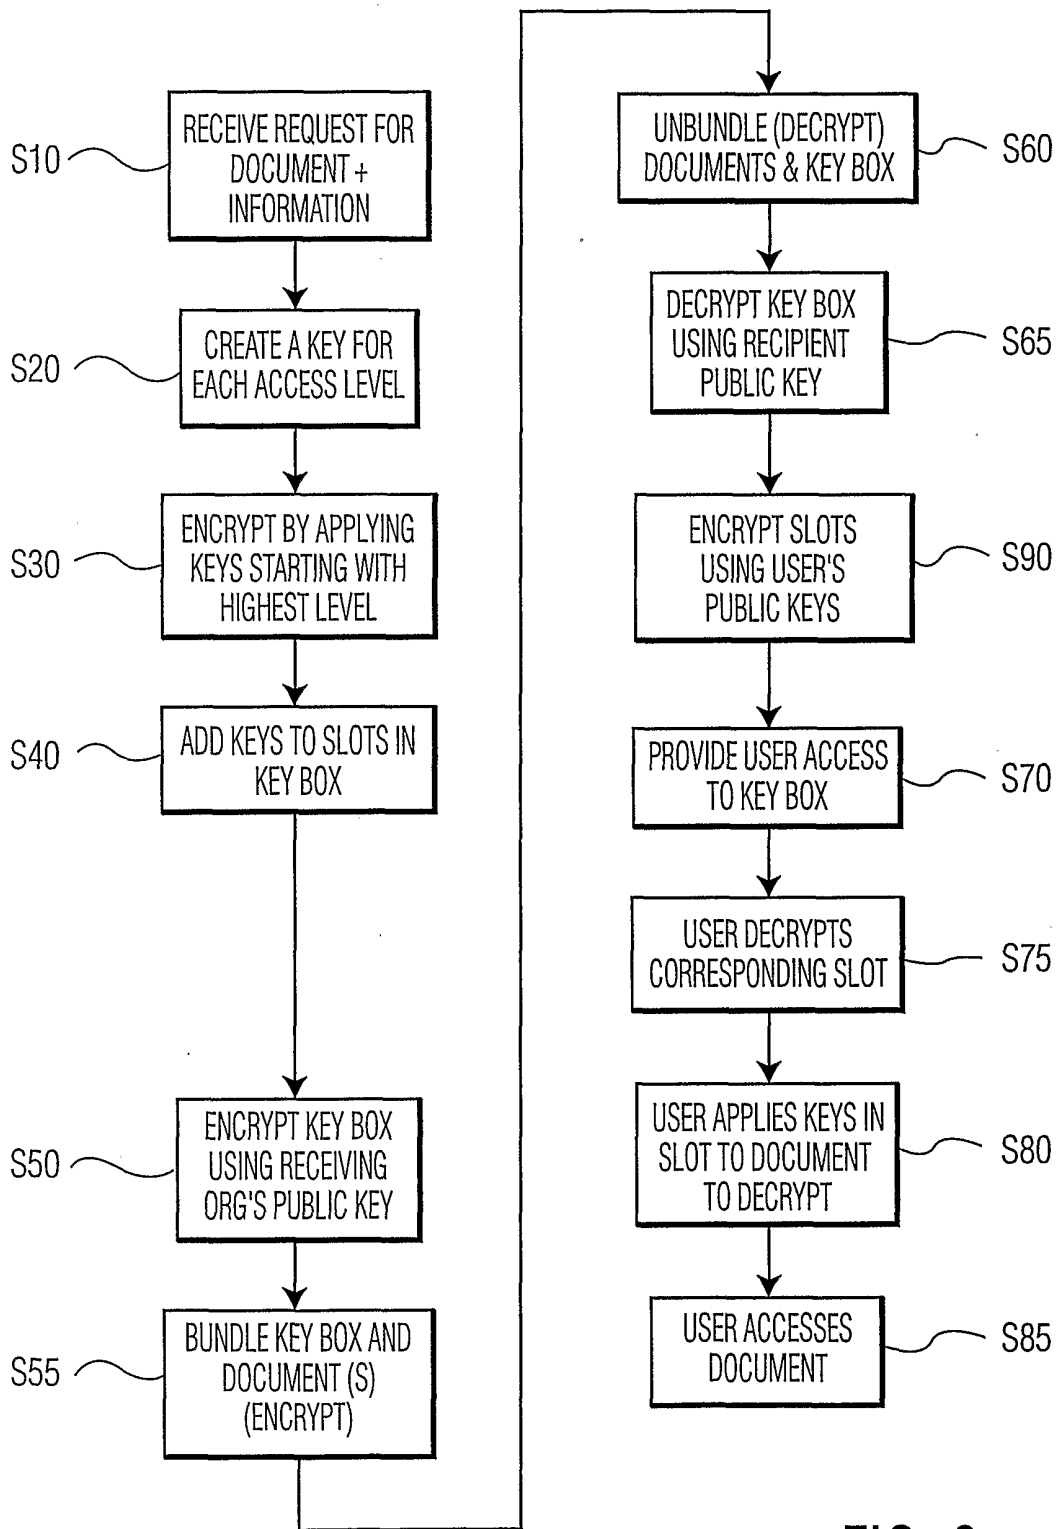 S10
RECEIVE REQUEST FOR
DOCUMENT +
INFORMATION
S20
CREATE A KEY FOR
EACH ACCESS LEVEL
S30
ENCRYPT BY APPLYING
KEYS STARTING WITH
HIGHEST LEVEL
S40
ADD KEYS TO SLOTS IN
KEY BOX
S50
ENCRYPT KEY BOX
USING RECEIVING
ORG'S PUBLIC KEY
S55
BUNDLE KEY BOX AND
DOCUMENT (S)
(ENCRYPT)
UNBUNDLE (DECRYPT)
DOCUMENTS & KEY BOX
S60
DECRYPT KEY BOX
USING RECIPIENT
PUBLIC KEY
S65
ENCRYPT SLOTS
USING USER'S
PUBLIC KEYS
S90
PROVIDE USER ACCESS
TO KEY BOX
S70
USER DECRYPTS
CORRESPONDING SLOT
S75
USER APPLIES KEYS IN
SLOT TO DOCUMENT
TO DECRYPT
S80
USER ACCESSES
DOCUMENT
S85